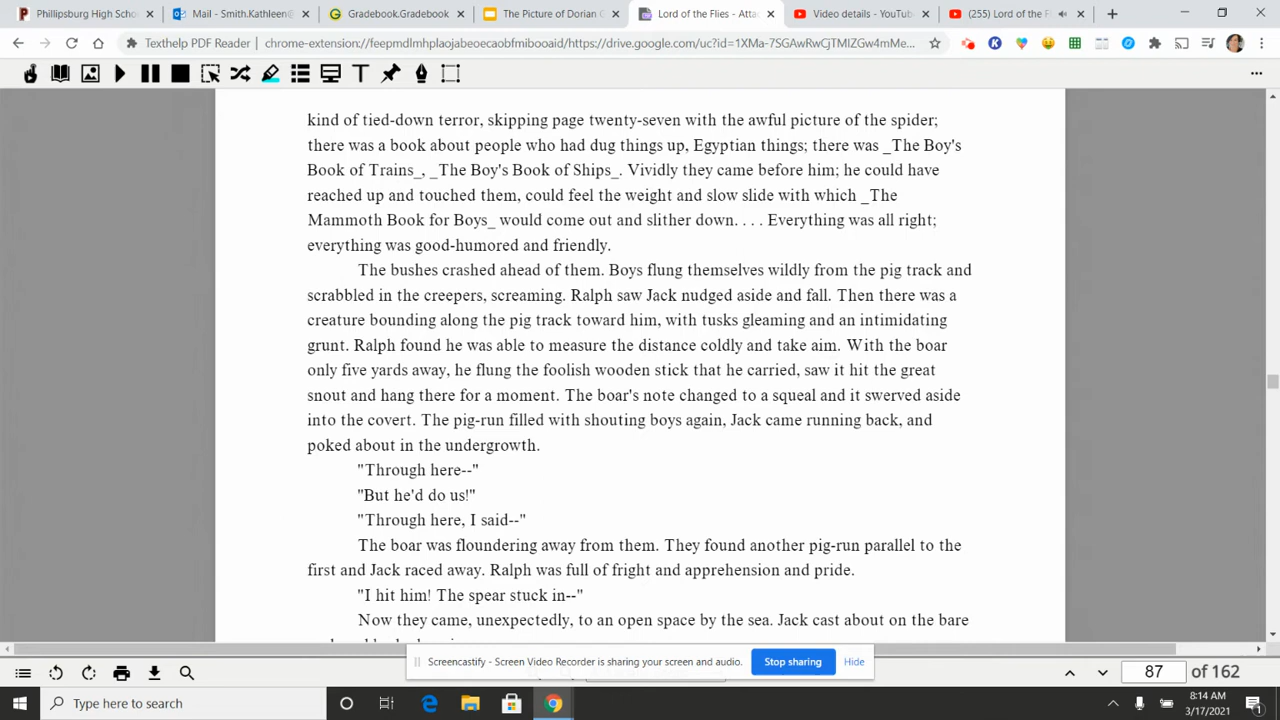 Phillipsburg High Scho
Mail - Smith.Kathleen@
Gradebook.Gradebook
The Picture of Dorian G
Lord of the Flies - Attac
Video details - YouTub
(255) Lord of the F
Texthelp PDF Reader | chrome-extension://feepmdlmhplaojabeoecaobfmibooaid/https://drive.google.com/uc?id=1XMa-7SGAwRwCjTMIZGw4mMe...
kind of tied-down terror, skipping page twenty-seven with the awful picture of the spider;
there was a book about people who had dug things up, Egyptian things; there was _The Boy's
Book of Trains_, _The Boy's Book of Ships_. Vividly they came before him; he could have
reached up and touched them, could feel the weight and slow slide with which _The
Mammoth Book for Boys_ would come out and slither down. . . . Everything was all right;
everything was good-humored and friendly.
The bushes crashed ahead of them. Boys flung themselves wildly from the pig track and
scrabbled in the creepers, screaming. Ralph saw Jack nudged aside and fall. Then there was a
creature bounding along the pig track toward him, with tusks gleaming and an intimidating
grunt. Ralph found he was able to measure the distance coldly and take aim. With the boar
only five yards away, he flung the foolish wooden stick that he carried, saw it hit the great
snout and hang there for a moment. The boar's note changed to a squeal and it swerved aside
into the covert. The pig-run filled with shouting boys again, Jack came running back, and
poked about in the undergrowth.
"Through here--"
"But he'd do us!"
"Through here, I said--"
The boar was floundering away from them. They found another pig-run parallel to the
first and Jack raced away. Ralph was full of fright and apprehension and pride.
"I hit him! The spear stuck in--"
Now they came, unexpectedly, to an open space by the sea. Jack cast about on the bare
Screencastify - Screen Video Recorder is sharing your screen and audio.
Stop sharing
Hide
87 of 162
Type here to search
8:14 AM
3/17/2021